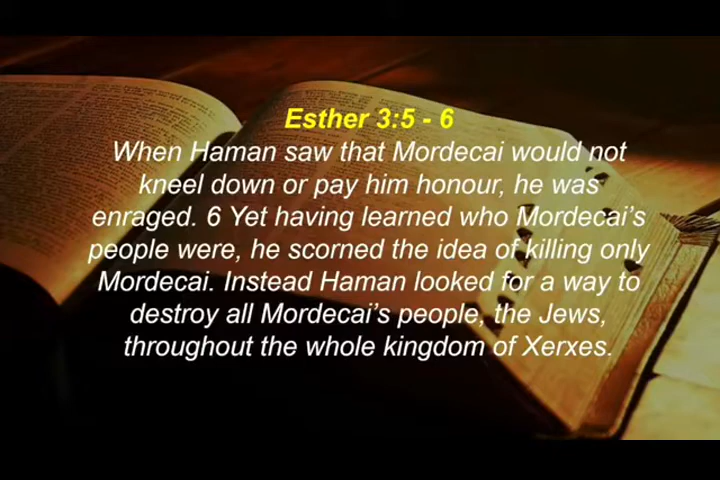 Esther 3:5 - 6
When Haman saw that Mordecai would not
kneel down or pay him honour, he was
enraged. 6 Yet having learned who Mordecai's
people were, he scorned the idea of killing only
Mordecai. Instead Haman looked for a way to
destroy all Mordecai's people, the Jews,
throughout the whole kingdom of Xerxes.